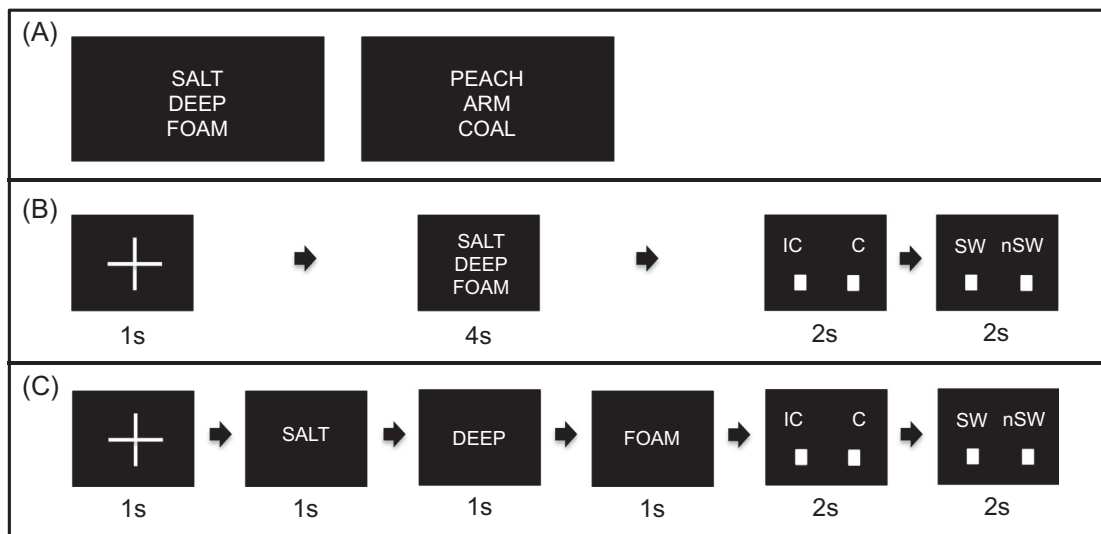 (A)
SALT
DEEP
FOAM
PEACH
ARM
COAL
(B)
SALT
DEEP
FOAM
IC C
SW nSW
1s 4s 2s 2s
(C)
SALT DEEP FOAM IC C SW nSW
1s 1s 1s 1s 2s 2s